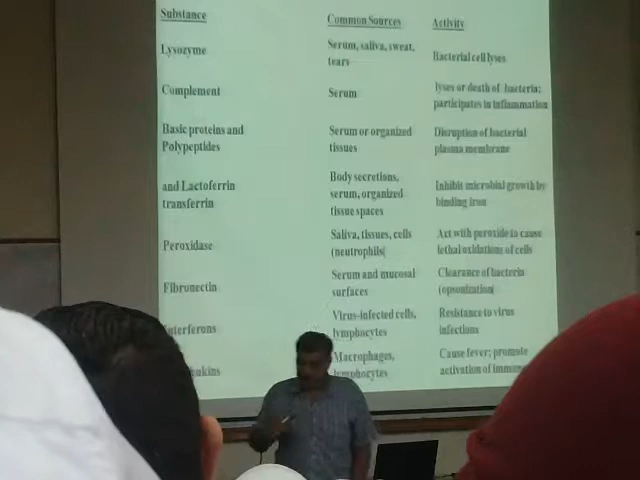 Substance Common Sources Activity
Lysozyme Serum, saliva, sweat, tears Bacterial cell lyses
Complement Serum lyses or death of bacteria; participates in inflammation
Basic proteins and Polypeptides Serum or organized tissues Disruption of bacterial plasma membrane
and Lactoferrin transferrin Body secretions, serum, organized tissue spaces Inhibit microbial growth by binding iron
Peroxidase Saliva, tissues, cells (neutrophils( Act with peroxide to cause lethal oxidations of cells
Fibronectin Serum and mucosal surfaces Clearance of bacteria (opsonization(
Interferons Virus-infected cells, lymphocytes Resistance to virus infections
Macrophages, lymphocytes Cause fever; promote activation of